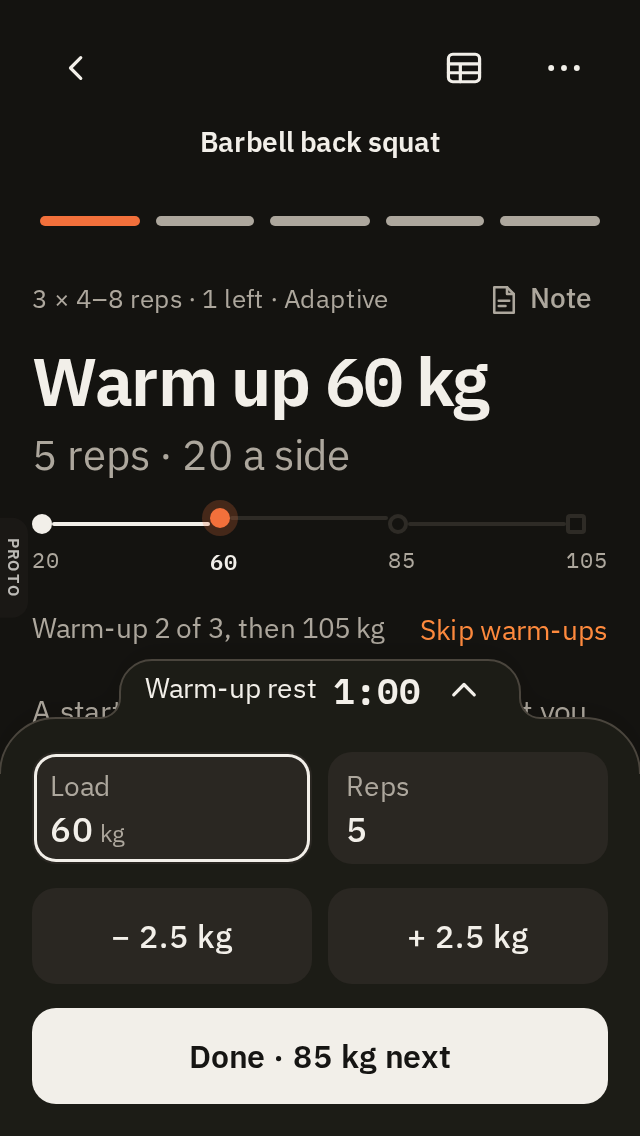 Barbell back squat
3 × 4–8 reps · 1 left · Adaptive
Note
Warm up 60 kg
5 reps · 20 a side
20
60
85
105
PROTO
Warm-up 2 of 3, then 105 kg
Skip warm-ups
Warm-up rest 1:00
A start
t you
Load
60 kg
Reps
5
− 2.5 kg
+ 2.5 kg
Done · 85 kg next